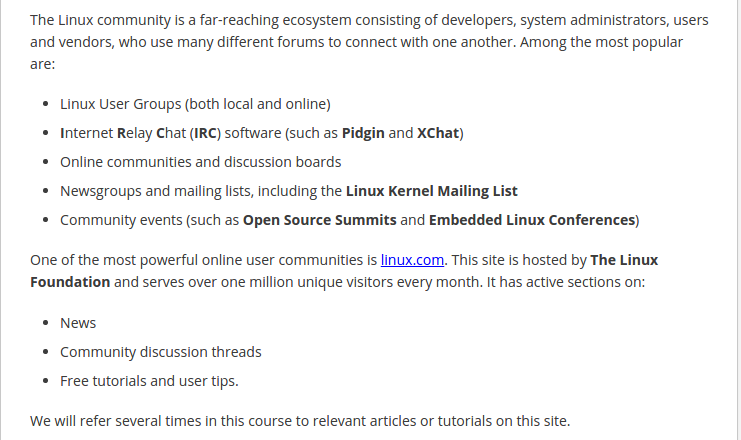 The Linux community is a far-reaching ecosystem consisting of developers, system administrators, users
and vendors, who use many different forums to connect with one another. Among the most popular
are:
• Linux User Groups (both local and online)
• Internet Relay Chat (IRC) software (such as Pidgin and XChat)
• Online communities and discussion boards
• Newsgroups and mailing lists, including the Linux Kernel Mailing List
• Community events (such as Open Source Summits and Embedded Linux Conferences)
One of the most powerful online user communities is linux.com. This site is hosted by The Linux
Foundation and serves over one million unique visitors every month. It has active sections on:
• News
• Community discussion threads
• Free tutorials and user tips.
We will refer several times in this course to relevant articles or tutorials on this site.